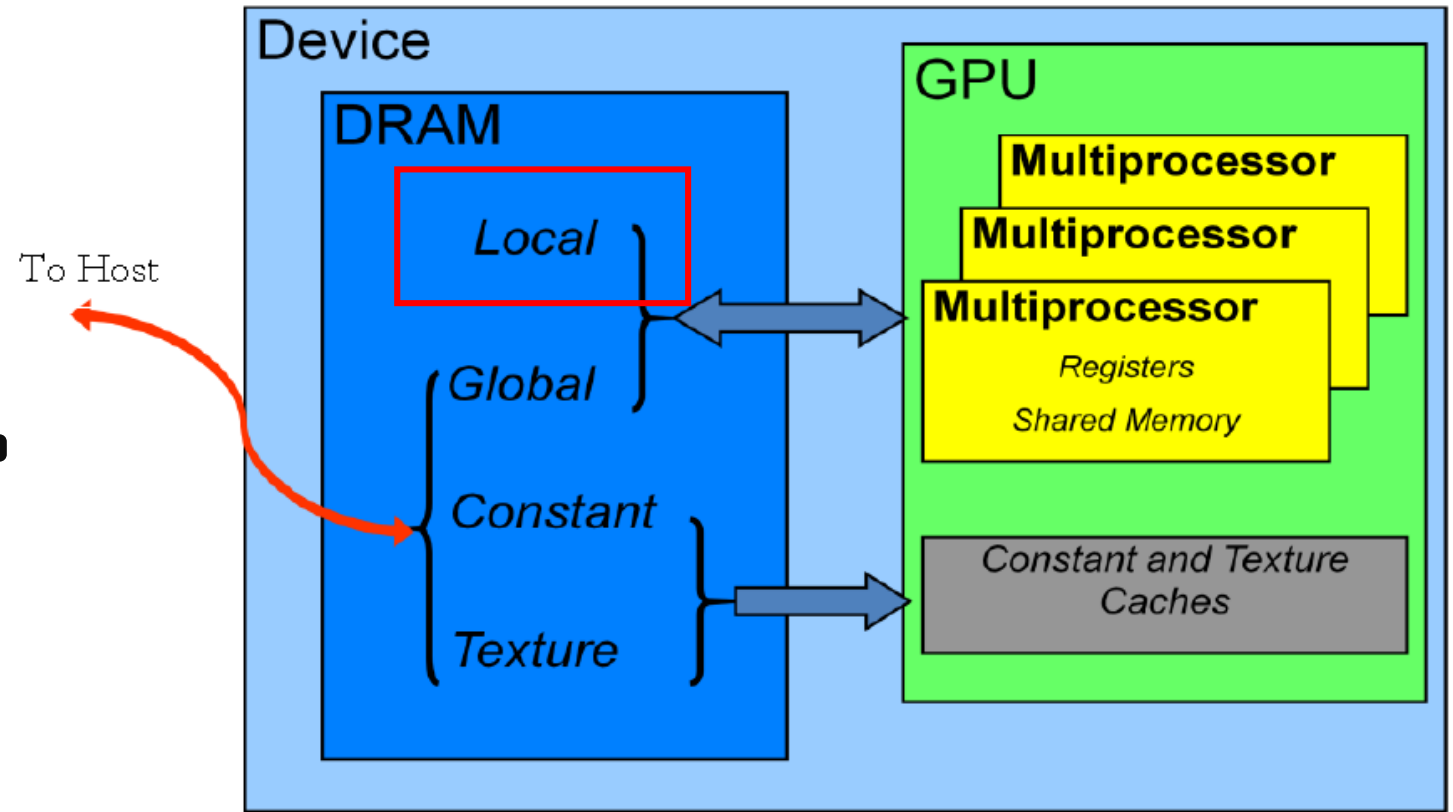 Device
GPU
DRAM
Multiprocessor
Local
Multiprocessor
To Host
Multiprocessor
Registers
Global
Shared Memory
Constant
Constant and Texture
Caches
Texture